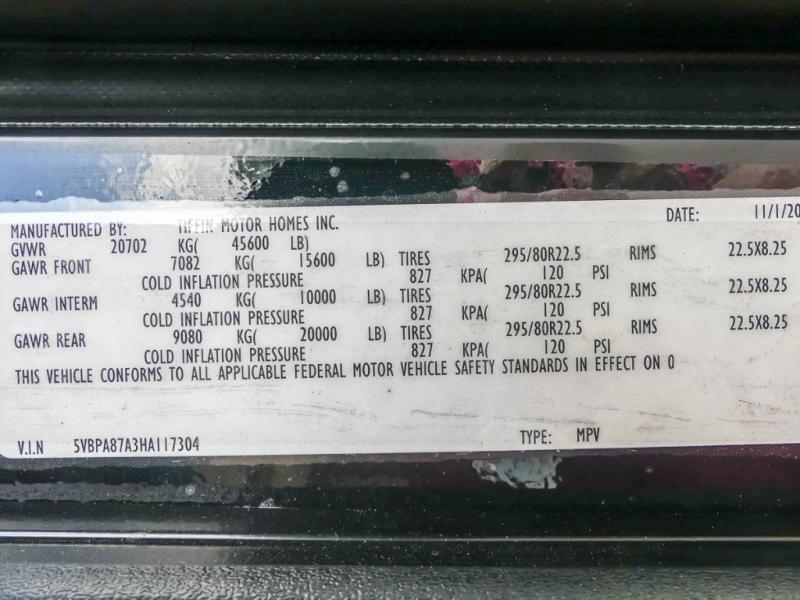 MANUFACTURED BY: TIFFIN MOTOR HOMES INC. DATE: 11/1/20
GVWR 20702 KG( 45600 LB)
GAWR FRONT 7082 KG( 15600 LB) TIRES 295/80R22.5 RIMS 22.5X8.25
COLD INFLATION PRESSURE 827 KPA( 120 PSI
GAWR INTERM 4540 KG( 10000 LB) TIRES 295/80R22.5 RIMS 22.5X8.25
COLD INFLATION PRESSURE 827 KPA( 120 PSI
GAWR REAR 9080 KG( 20000 LB) TIRES 295/80R22.5 RIMS 22.5X8.25
COLD INFLATION PRESSURE 827 KPA( 120 PSI
THIS VEHICLE CONFORMS TO ALL APPLICABLE FEDERAL MOTOR VEHICLE SAFETY STANDARDS IN EFFECT ON 0
V.I.N 5VBPA87A3HA117304 TYPE: MPV